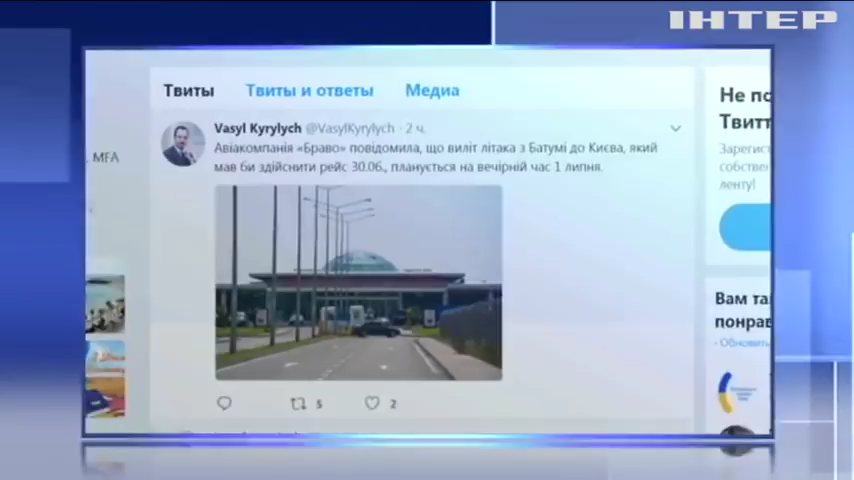 ІНТЕР
Твиты Твиты и ответы Медиа
Vasyl Kyrylych @VasylKyrylych · 2 ч.
Авіакомпанія «Браво» повідомила, що виліт літака з Батумі до Києва, який
мав би здійснити рейс 30.06., планується на вечірній час 1 липня.
5 2
MFA
Не по
Твитт
Зарегист
собствен
ленту!
Вам та
понрав
· Обновить